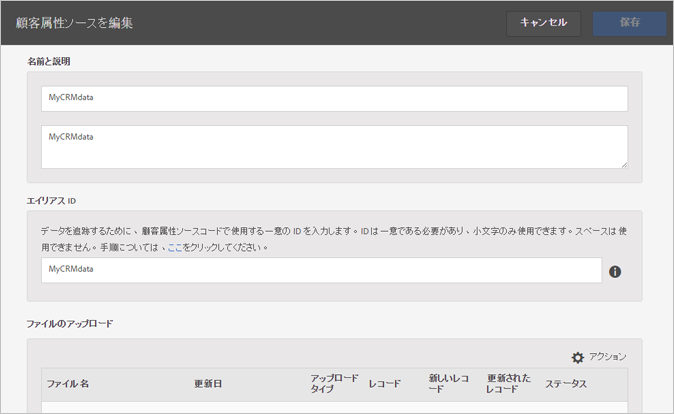 顧客属性ソースを編集
キャンセル
保存
名前と説明
MyCRMdata
MyCRMdata
エイリアス ID
データを追跡するために、顧客属性ソースコードで使用する一意の ID を入力します。ID は一意である必要があり、小文字のみ使用できます。スペースは使
用できません。手順については、ここをクリックしてください。
MyCRMdata
ファイルのアップロード
アクション
ファイル名
更新日
アップロード
タイプ
レコード
新しいレコ
ード
更新された
レコード
ステータス